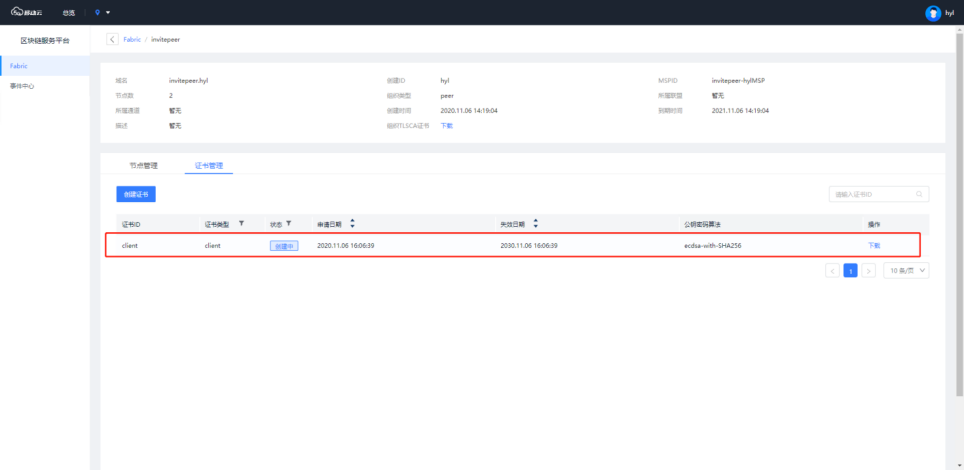 移动云 总览 hyl
区块链服务平台
Fabric
事件中心
Fabric / invitepeer
域名 invitepeer.hyl 创建ID hyl MSPID invitepeer-hylMSP
节点数 2 组织类型 peer 所属联盟 暂无
所属通道 暂无 创建时间 2020.11.06 14:19:04 到期时间 2021.11.06 14:19:04
描述 暂无 组织TLSCA证书 下载
节点管理 证书管理
创建证书 请输入证书ID
证书ID 证书类型 状态 申请日期 失效日期 公钥密码算法 操作
client client 创建中 2020.11.06 16:06:39 2030.11.06 16:06:39 ecdsa-with-SHA256 下载
< 1 > 10 条/页